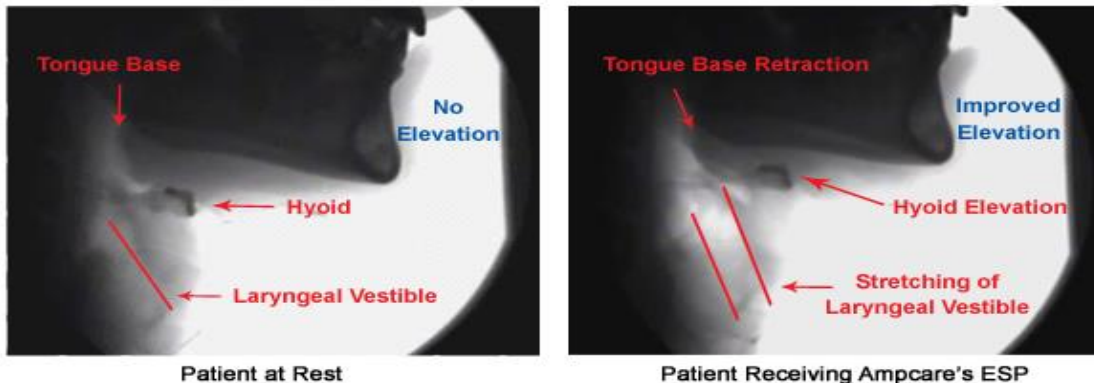 Tongue Base
No
Elevation
Hyoid
Laryngeal Vestible
Patient at Rest
Tongue Base Retraction
Improved
Elevation
Hyoid Elevation
Stretching of
Laryngeal Vestible
Patient Receiving Ampcare's ESP